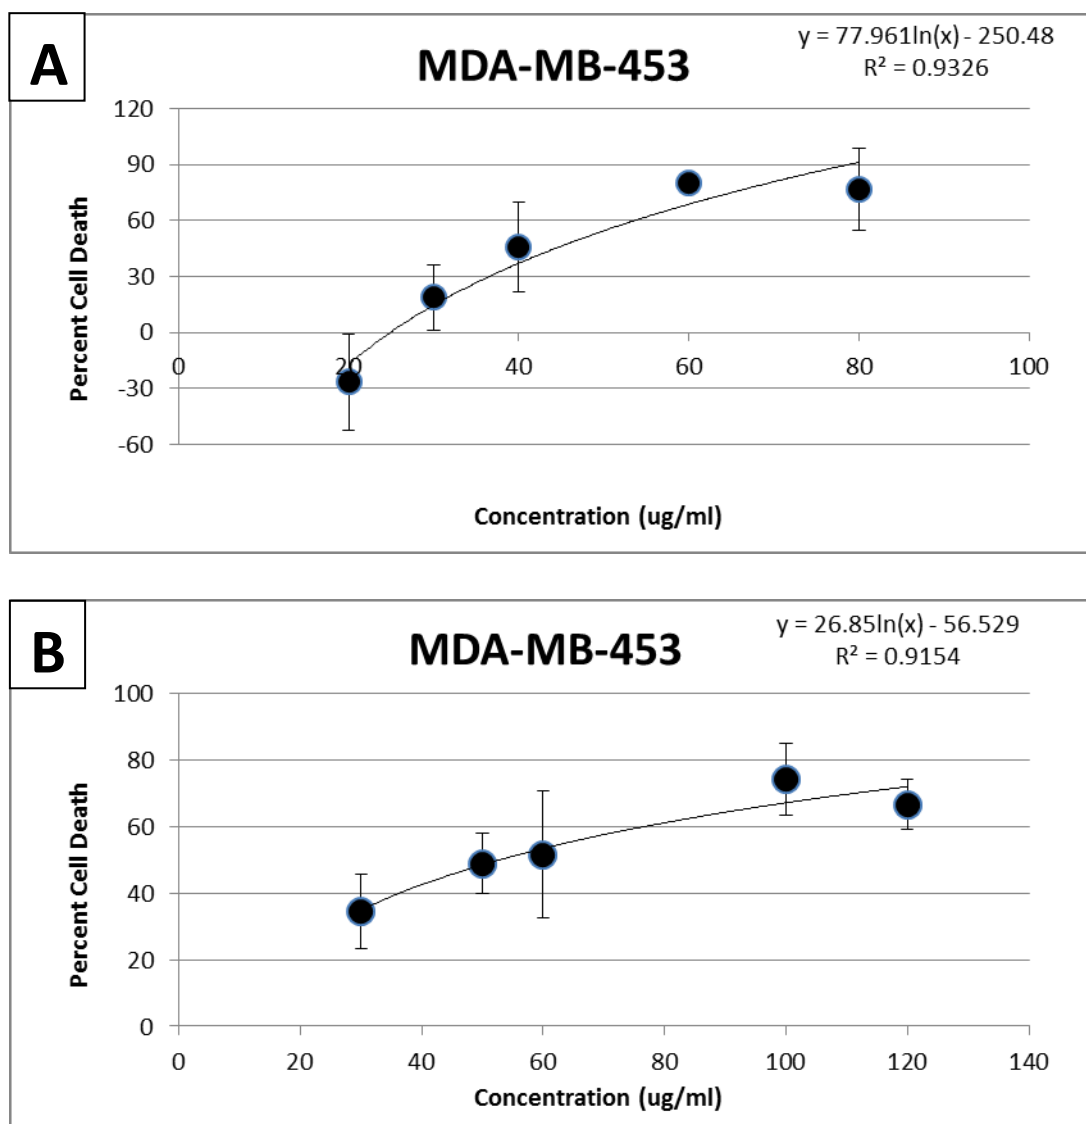 A
MDA-MB-453
y = 77.961ln(x) - 250.48
R² = 0.9326
Percent Cell Death
120
90
60
30
0
-30
-60
0 20 40 60 80 100
Concentration (ug/ml)
B
MDA-MB-453
y = 26.85ln(x) - 56.529
R² = 0.9154
Percent Cell Death
100
80
60
40
20
0
0 20 40 60 80 100 120 140
Concentration (ug/ml)